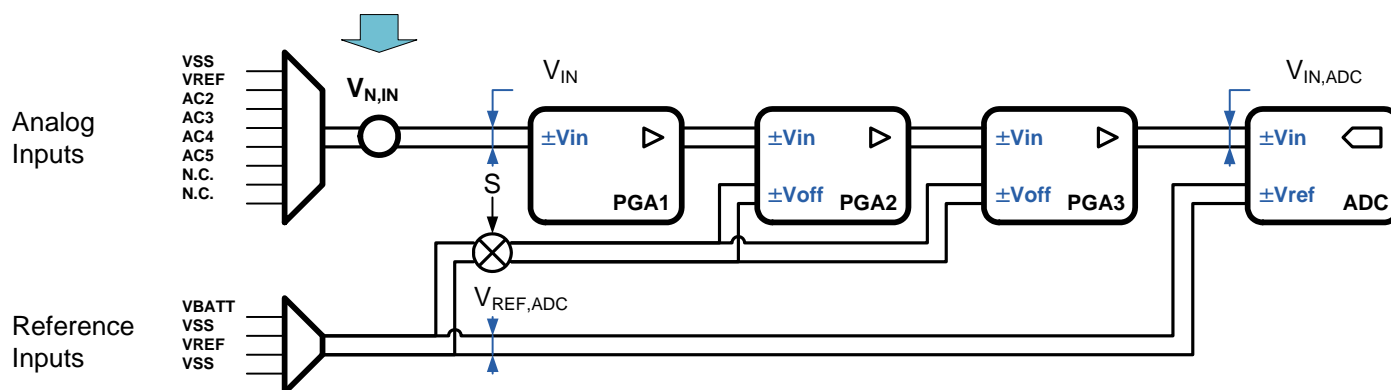 Analog
Inputs
VSS
VREF
AC2
AC3
AC4
AC5
N.C.
N.C.
V_N,IN
V_IN
S
±Vin
PGA1
±Vin
±Voff
PGA2
±Vin
±Voff
PGA3
V_IN,ADC
±Vin
±Vref
ADC
Reference
Inputs
VBATT
VSS
VREF
VSS
V_REF,ADC